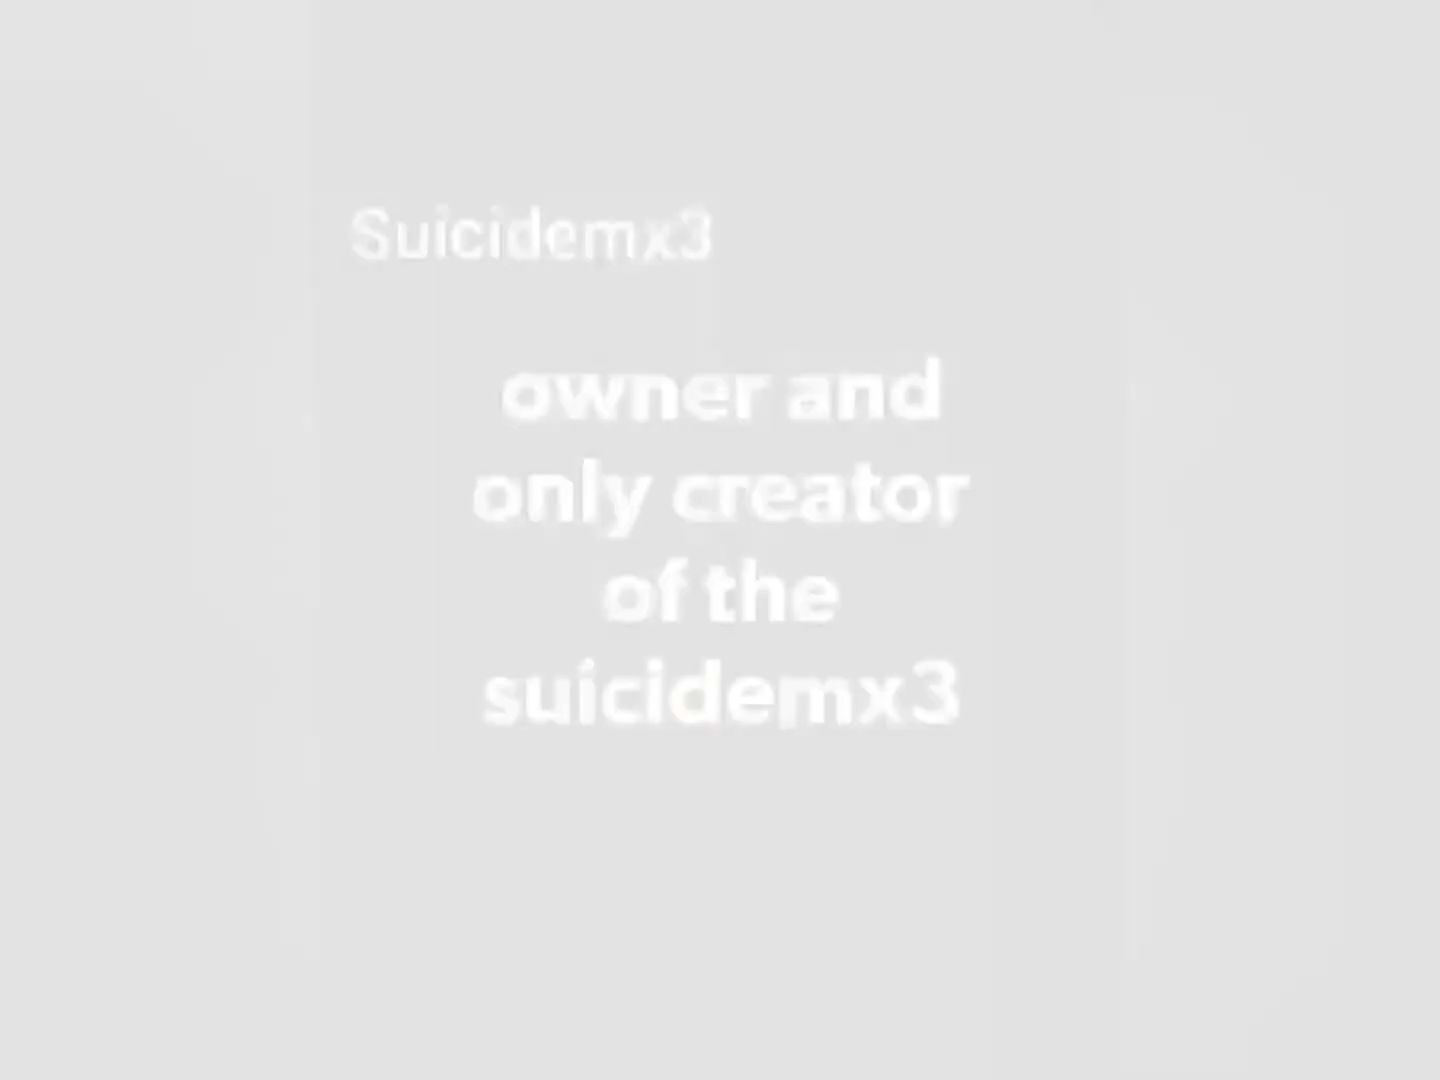 Suicidemx3
owner and
only creator
of the
suicidemx3